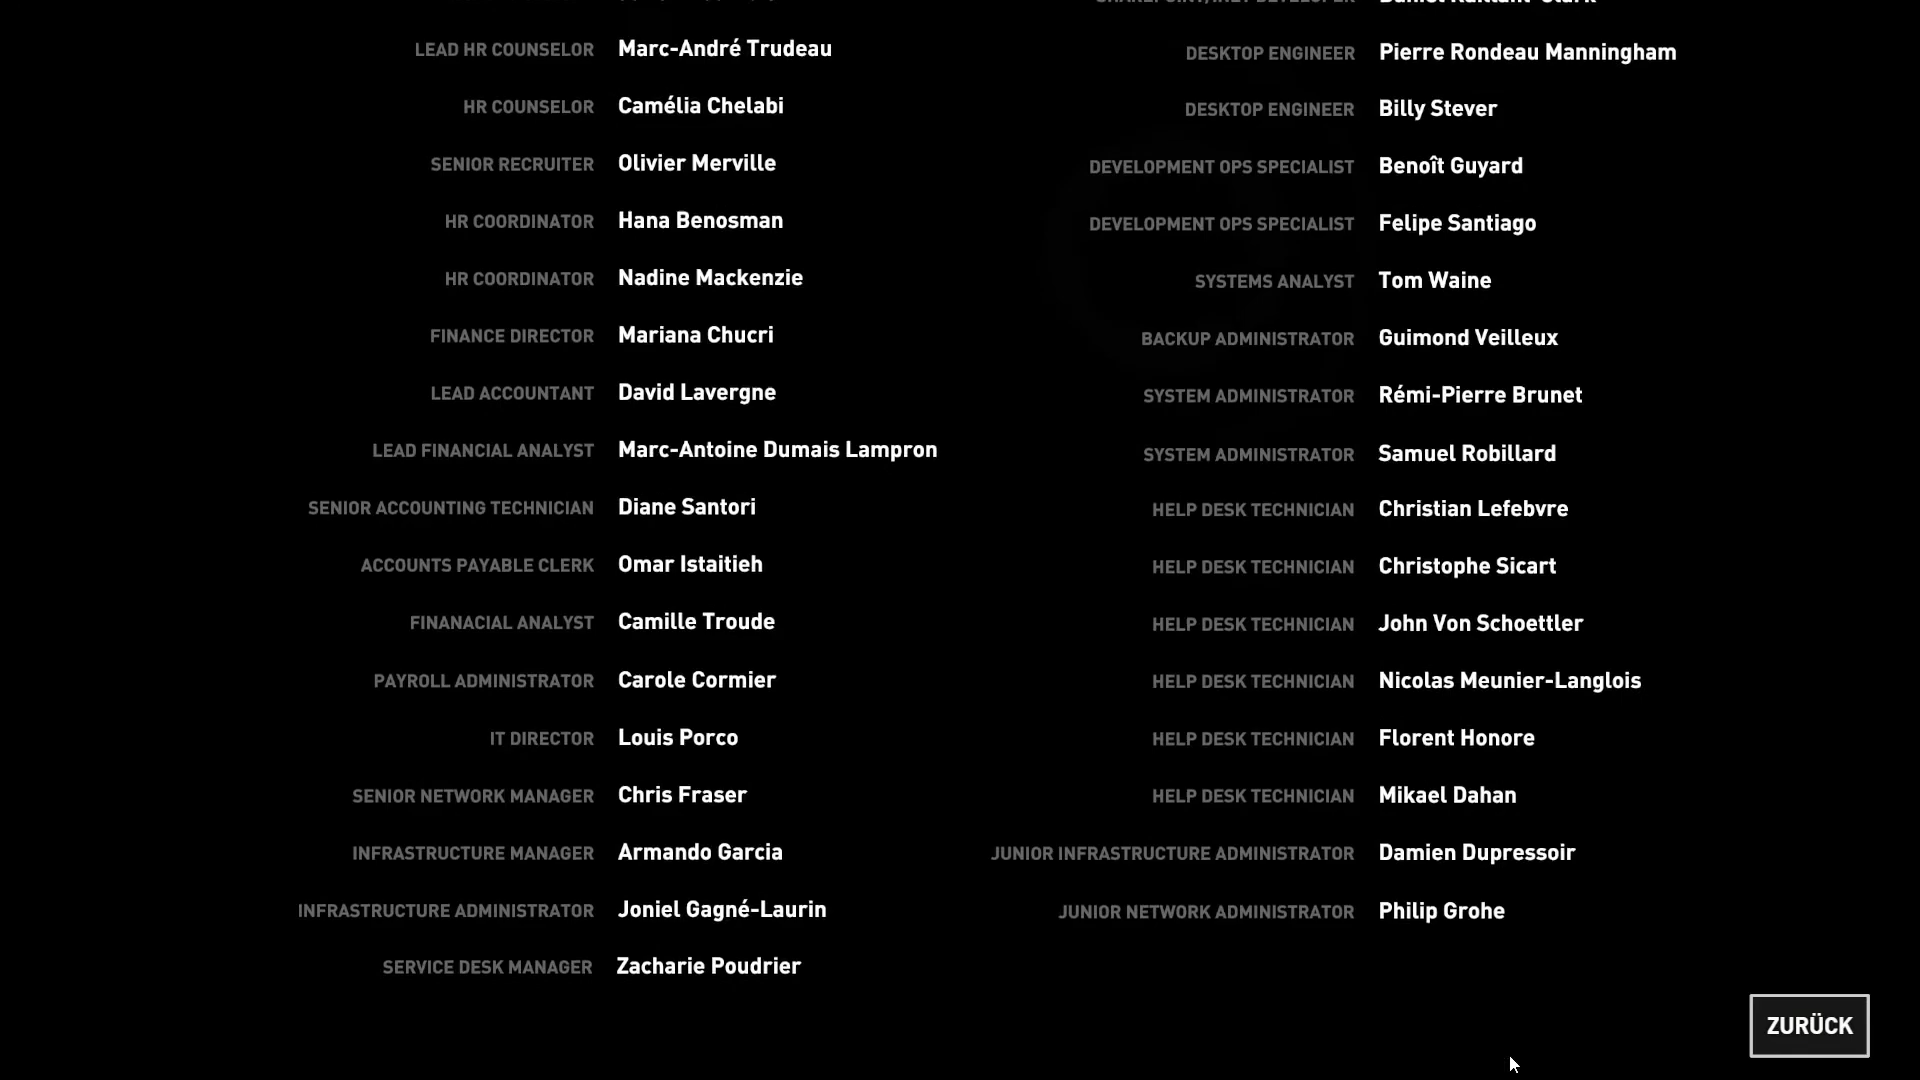 LEAD HR COUNSELOR Marc-André Trudeau
HR COUNSELOR Camélia Chelabi
SENIOR RECRUITER Olivier Merville
HR COORDINATOR Hana Benosman
HR COORDINATOR Nadine Mackenzie
FINANCE DIRECTOR Mariana Chucri
LEAD ACCOUNTANT David Lavergne
LEAD FINANCIAL ANALYST Marc-Antoine Dumais Lampron
SENIOR ACCOUNTING TECHNICIAN Diane Santori
ACCOUNTS PAYABLE CLERK Omar Istaitieh
FINANACIAL ANALYST Camille Troude
PAYROLL ADMINISTRATOR Carole Cormier
IT DIRECTOR Louis Porco
SENIOR NETWORK MANAGER Chris Fraser
INFRASTRUCTURE MANAGER Armando Garcia
INFRASTRUCTURE ADMINISTRATOR Joniel Gagné-Laurin
SERVICE DESK MANAGER Zacharie Poudrier
DESKTOP ENGINEER Pierre Rondeau Manningham
DESKTOP ENGINEER Billy Stever
DEVELOPMENT OPS SPECIALIST Benoît Guyard
DEVELOPMENT OPS SPECIALIST Felipe Santiago
SYSTEMS ANALYST Tom Waine
BACKUP ADMINISTRATOR Guimond Veilleux
SYSTEM ADMINISTRATOR Rémi-Pierre Brunet
SYSTEM ADMINISTRATOR Samuel Robillard
HELP DESK TECHNICIAN Christian Lefebvre
HELP DESK TECHNICIAN Christophe Sicart
HELP DESK TECHNICIAN John Von Schoettler
HELP DESK TECHNICIAN Nicolas Meunier-Langlois
HELP DESK TECHNICIAN Florent Honore
HELP DESK TECHNICIAN Mikael Dahan
JUNIOR INFRASTRUCTURE ADMINISTRATOR Damien Dupressoir
JUNIOR NETWORK ADMINISTRATOR Philip Grohe
ZURÜCK